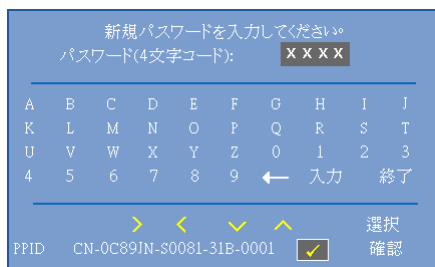 新規パスワードを入力してください。
パスワード(4文字コード): X X X X
A B C D E F G H I J
K L M N O P Q R S T
U V W X Y Z 0 1 2 3
4 5 6 7 8 9 ← 入力 終了
選択
PPID CN-0C89JN-S0081-31B-0001 ✓ 確認